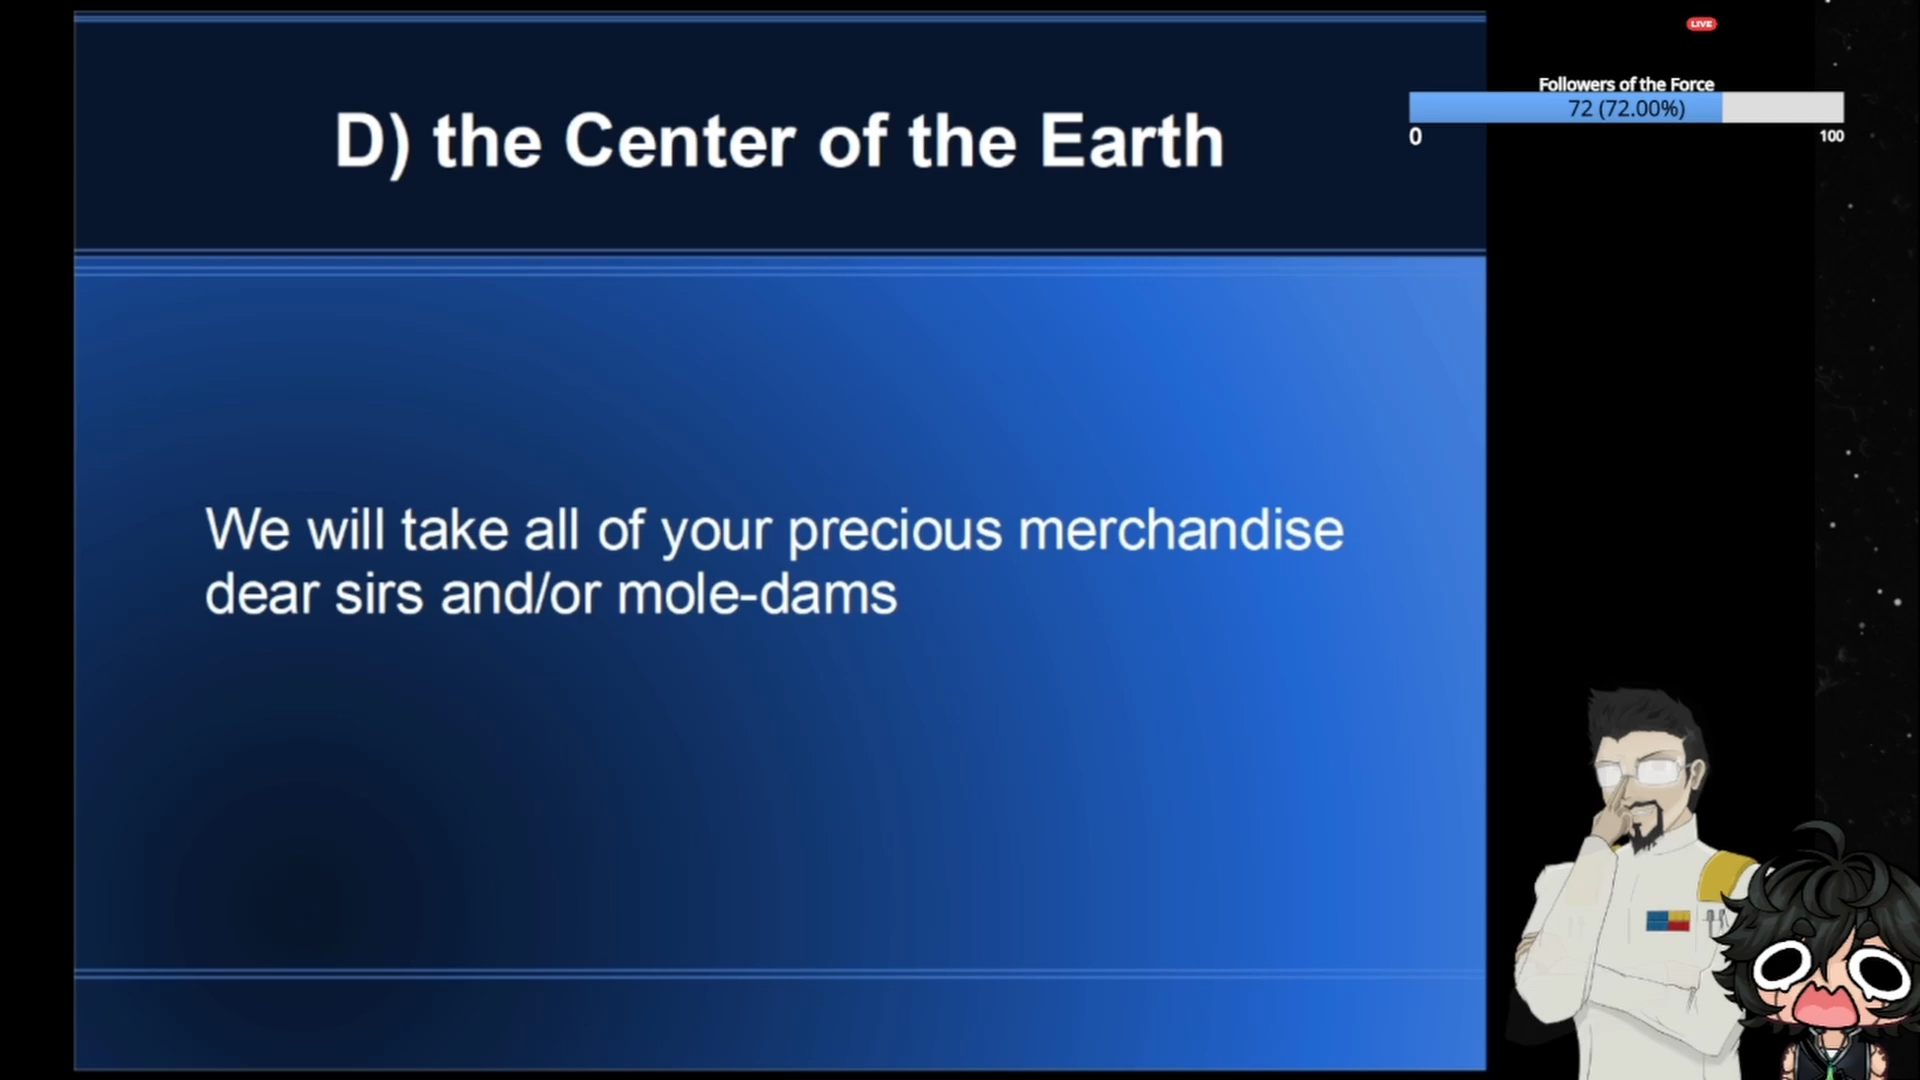 LIVE
D) the Center of the Earth
Followers of the Force
72 (72.00%)
0 100
We will take all of your precious merchandise
dear sirs and/or mole-dams